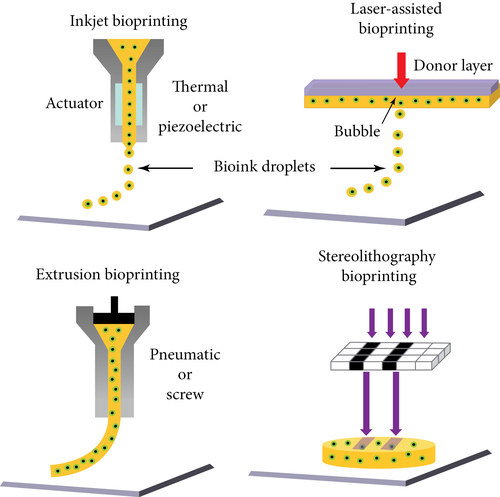 Inkjet bioprinting
Actuator
Thermal
or
piezoelectric
Laser-assisted
bioprinting
Donor layer
Bubble
Bioink droplets
Extrusion bioprinting
Pneumatic
or
screw
Stereolithography
bioprinting